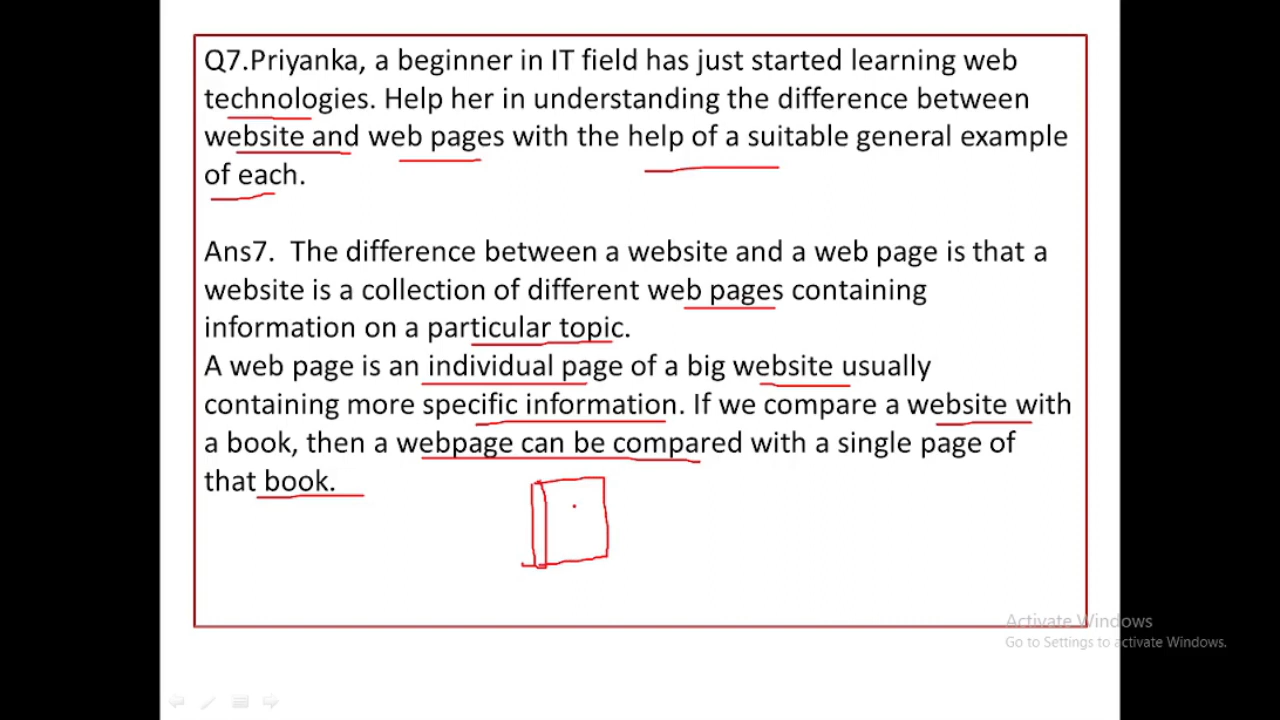 Q7.Priyanka, a beginner in IT field has just started learning web
technologies. Help her in understanding the difference between
website and web pages with the help of a suitable general example
of each.
Ans7.  The difference between a website and a web page is that a
website is a collection of different web pages containing
information on a particular topic.
A web page is an individual page of a big website usually
containing more specific information. If we compare a website with
a book, then a webpage can be compared with a single page of
that book.
Activate Windows
Go to Settings to activate Windows.